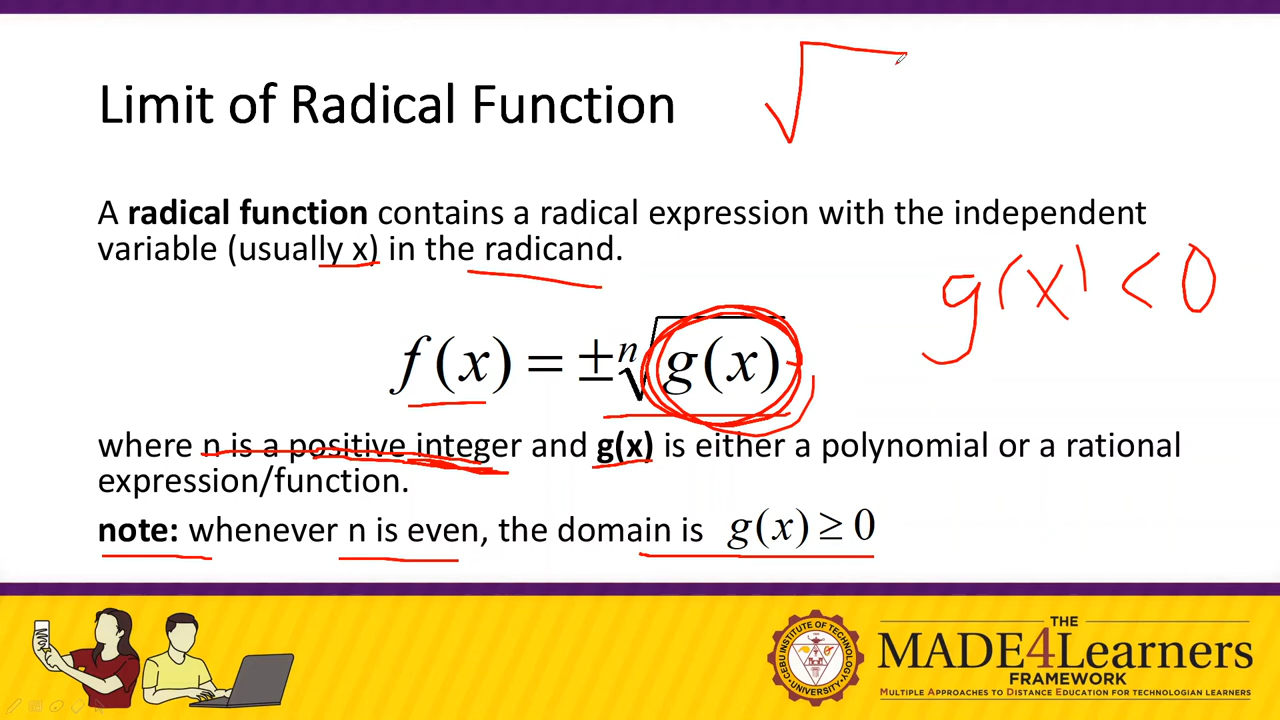 Limit of Radical Function
√
A radical function contains a radical expression with the independent
variable (usually x) in the radicand.
g(x) < 0
f(x) = ±ⁿ√g(x)
where n is a positive integer and g(x) is either a polynomial or a rational
expression/function.
note: whenever n is even, the domain is g(x) ≥ 0
CEBU INSTITUTE OF TECHNOLOGY
UNIVERSITY
THE
MADE4Learners
FRAMEWORK
MULTIPLE APPROACHES TO DISTANCE EDUCATION FOR TECHNOLOGIAN LEARNERS